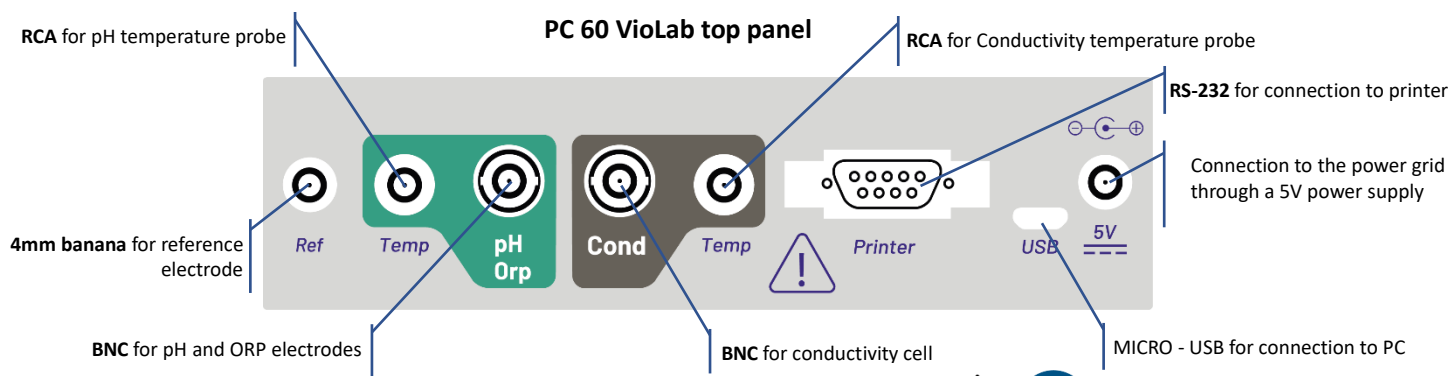 PC 60 VioLab top panel
RCA for pH temperature probe
RCA for Conductivity temperature probe
RS-232 for connection to printer
Connection to the power grid
through a 5V power supply
4mm banana for reference
electrode
Ref
Temp
pH
Orp
Cond
Temp
Printer
USB
5V
BNC for pH and ORP electrodes
BNC for conductivity cell
MICRO - USB for connection to PC